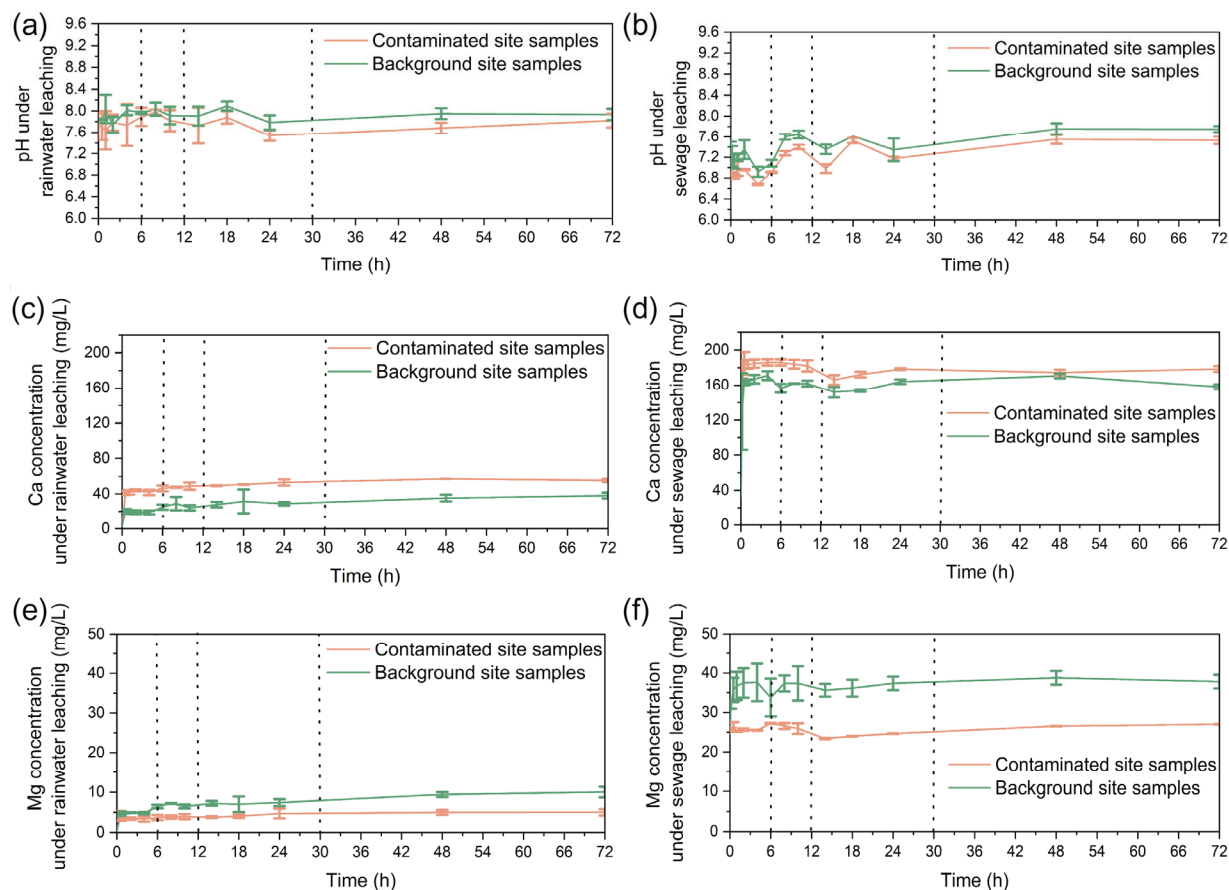 (a)
pH under
rainwater leaching
9.6
9.2
8.8
8.4
8.0
7.6
7.2
6.8
6.4
6.0
Contaminated site samples
Background site samples
0 6 12 18 24 30 36 42 48 54 60 66 72
Time (h)
(b)
pH under
sewage leaching
9.6
9.2
8.8
8.4
8.0
7.6
7.2
6.8
6.4
6.0
Contaminated site samples
Background site samples
0 6 12 18 24 30 36 42 48 54 60 66 72
Time (h)
(c)
Ca concentration
under rainwater leaching (mg/L)
200
160
120
80
40
0
Contaminated site samples
Background site samples
0 6 12 18 24 30 36 42 48 54 60 66 72
Time (h)
(d)
Ca concentration
under sewage leaching (mg/L)
200
160
120
80
40
0
Contaminated site samples
Background site samples
0 6 12 18 24 30 36 42 48 54 60 66 72
Time (h)
(e)
Mg concentration
under rainwater leaching (mg/L)
50
40
30
20
10
0
Contaminated site samples
Background site samples
0 6 12 18 24 30 36 42 48 54 60 66 72
Time (h)
(f)
Mg concentration
under sewage leaching (mg/L)
50
40
30
20
10
0
Contaminated site samples
Background site samples
0 6 12 18 24 30 36 42 48 54 60 66 72
Time (h)